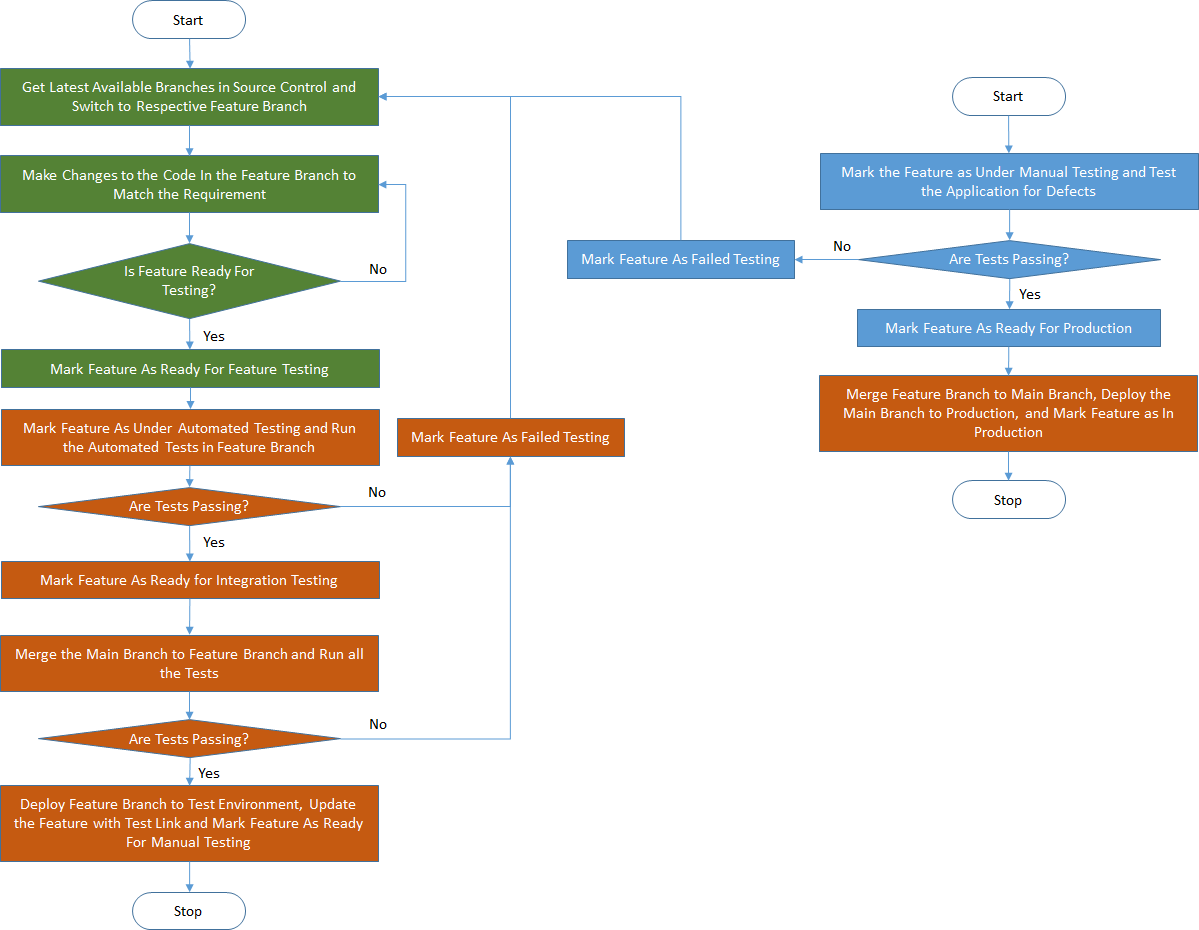 Start
Get Latest Available Branches in Source Control and
Switch to Respective Feature Branch
Make Changes to the Code In the Feature Branch to
Match the Requirement
Is Feature Ready For
Testing?
No
Yes
Mark Feature As Ready For Feature Testing
Mark Feature As Under Automated Testing and Run
the Automated Tests in Feature Branch
Are Tests Passing?
No
Yes
Mark Feature As Ready for Integration Testing
Merge the Main Branch to Feature Branch and Run all
the Tests
Are Tests Passing?
No
Yes
Deploy Feature Branch to Test Environment, Update
the Feature with Test Link and Mark Feature As Ready
For Manual Testing
Stop
Mark Feature As Failed Testing
Start
Mark the Feature as Under Manual Testing and Test
the Application for Defects
Are Tests Passing?
No
Mark Feature As Failed Testing
Yes
Mark Feature As Ready For Production
Merge Feature Branch to Main Branch, Deploy the
Main Branch to Production, and Mark Feature as In
Production
Stop